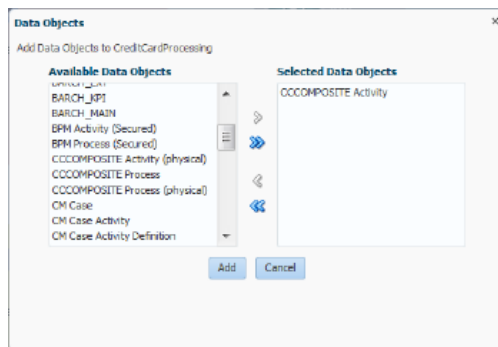 Data Objects
Add Data Objects to CreditCardProcessing
Available Data Objects
BARCH_KPI
BARCH_MAIN
BPM Activity (Secured)
BPM Process (Secured)
CCCOMPOSITE Activity (physical)
CCCOMPOSITE Process
CCCOMPOSITE Process (physical)
CM Case
CM Case Activity
CM Case Activity Definition
Selected Data Objects
CCCOMPOSITE Activity
Add
Cancel